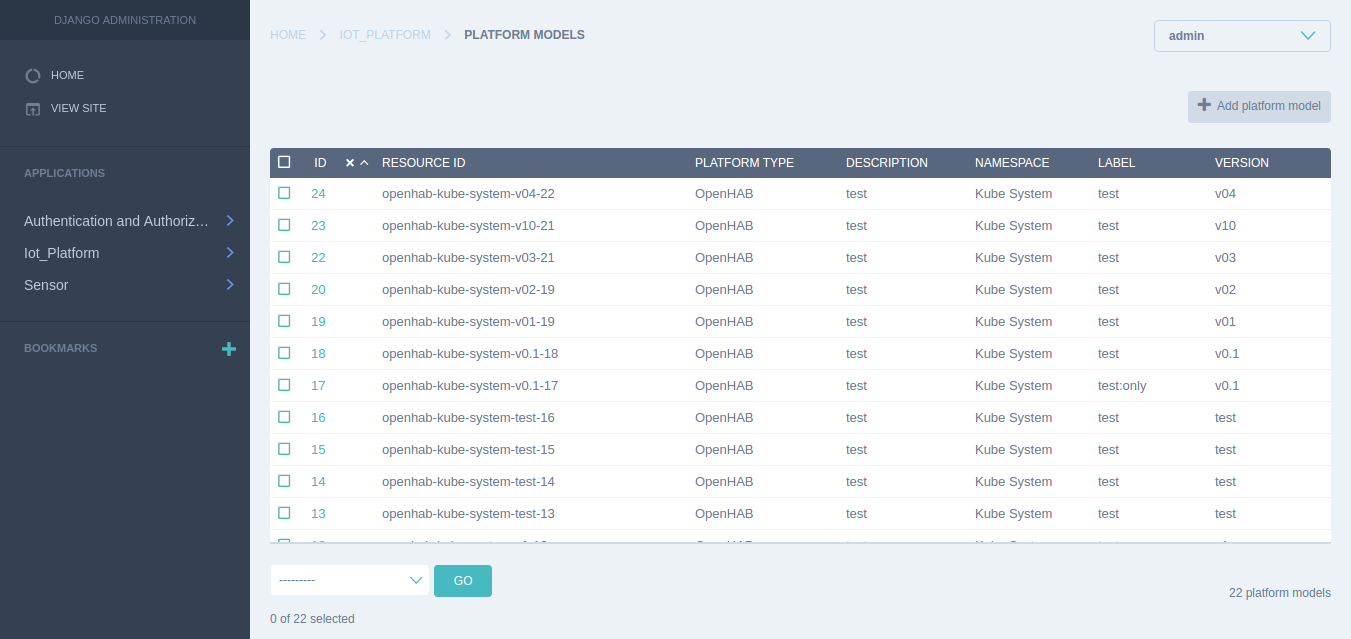 DJANGO ADMINISTRATION
HOME
VIEW SITE
APPLICATIONS
Authentication and Authoriz...
Iot_Platform
Sensor
BOOKMARKS
HOME IOT_PLATFORM PLATFORM MODELS
admin
Add platform model
ID RESOURCE ID PLATFORM TYPE DESCRIPTION NAMESPACE LABEL VERSION
24 openhab-kube-system-v04-22 OpenHAB test Kube System test v04
23 openhab-kube-system-v10-21 OpenHAB test Kube System test v10
22 openhab-kube-system-v03-21 OpenHAB test Kube System test v03
20 openhab-kube-system-v02-19 OpenHAB test Kube System test v02
19 openhab-kube-system-v01-19 OpenHAB test Kube System test v01
18 openhab-kube-system-v0.1-18 OpenHAB test Kube System test v0.1
17 openhab-kube-system-v0.1-17 OpenHAB test Kube System test:only v0.1
16 openhab-kube-system-test-16 OpenHAB test Kube System test test
15 openhab-kube-system-test-15 OpenHAB test Kube System test test
14 openhab-kube-system-test-14 OpenHAB test Kube System test test
13 openhab-kube-system-test-13 OpenHAB test Kube System test test
--------- GO
22 platform models
0 of 22 selected